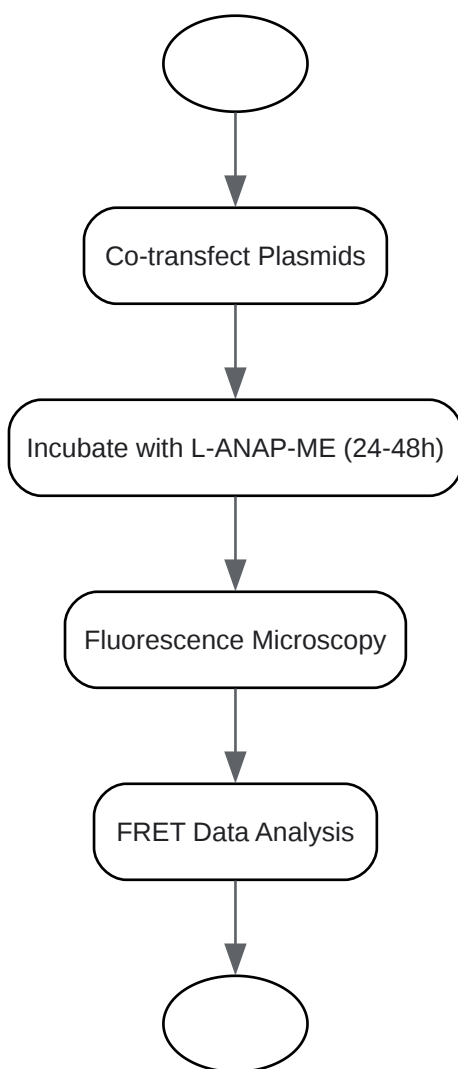 Co-transfect Plasmids
Incubate with L-ANAP-ME (24-48h)
Fluorescence Microscopy
FRET Data Analysis